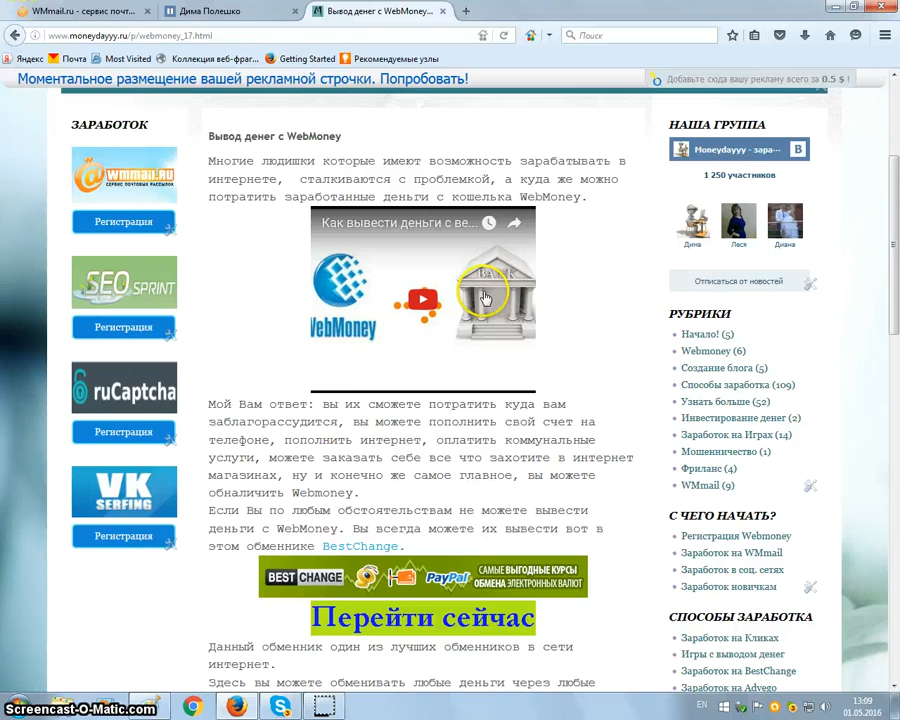 WMmail.ru - сервис почт...
Дима Полешко
Вывод денег с WebMoney...
www.moneydayyy.ru/p/webmoney_17.html
Поиск
Яндекс
Почта
Most Visited
Коллекция веб-фраг...
Getting Started
Рекомендуемые узлы
Моментальное размещение вашей рекламной строчки. Попробовать!
Добавьте сюда вашу рекламу всего за 0.5 $ !
ЗАРАБОТОК
wmmail.ru
СЕРВИС ПОЧТОВЫХ РАССЫЛОК
Регистрация
SEO SPRINT
Регистрация
ruCaptcha
Регистрация
VK
SERFING
Регистрация
Вывод денег с WebMoney
Многие людишки которые имеют возможность зарабатывать в
интернете, сталкиваются с проблемкой, а куда же можно
потратить заработанные деньги с кошелька WebMoney.
Как вывести деньги с ве...
BANK
WebMoney
Мой Вам ответ: вы их сможете потратить куда вам
заблагорассудится, вы можете пополнить свой счет на
телефоне, пополнить интернет, оплатить коммунальные
услуги, можете заказать себе все что захотите в интернет
магазинах, ну и конечно же самое главное, вы можете
обналичить Webmoney.
Если Вы по любым обстоятельствам не можете вывести
деньги с WebMoney. Вы всегда можете их вывести вот в
этом обменнике BestChange.
BEST CHANGE
PayPal
САМЫЕ ВЫГОДНЫЕ КУРСЫ
ОБМЕНА ЭЛЕКТРОННЫХ ВАЛЮТ
Перейти сейчас
Данный обменник один из лучших обменников в сети
интернет.
Здесь вы можете обменивать любые деньги через любые
НАША ГРУППА
Moneydayyy - зара...
B
1 250 участников
Дима
Леся
Диана
Отписаться от новостей
РУБРИКИ
Начало! (5)
Webmoney (6)
Создание блога (5)
Способы заработка (109)
Узнать больше (52)
Инвестирование денег (2)
Заработок на Играх (14)
Мошенничество (1)
Фриланс (4)
WMmail (9)
С ЧЕГО НАЧАТЬ?
Регистрация Webmoney
Заработок на WMmail
Заработок в соц. сетях
Заработок новичкам
СПОСОБЫ ЗАРАБОТКА
Заработок на Кликах
Игры с выводом денег
Заработок на BestChange
Заработок на Advego
Screencast-O-Matic.com
EN
13:09
01.05.2016